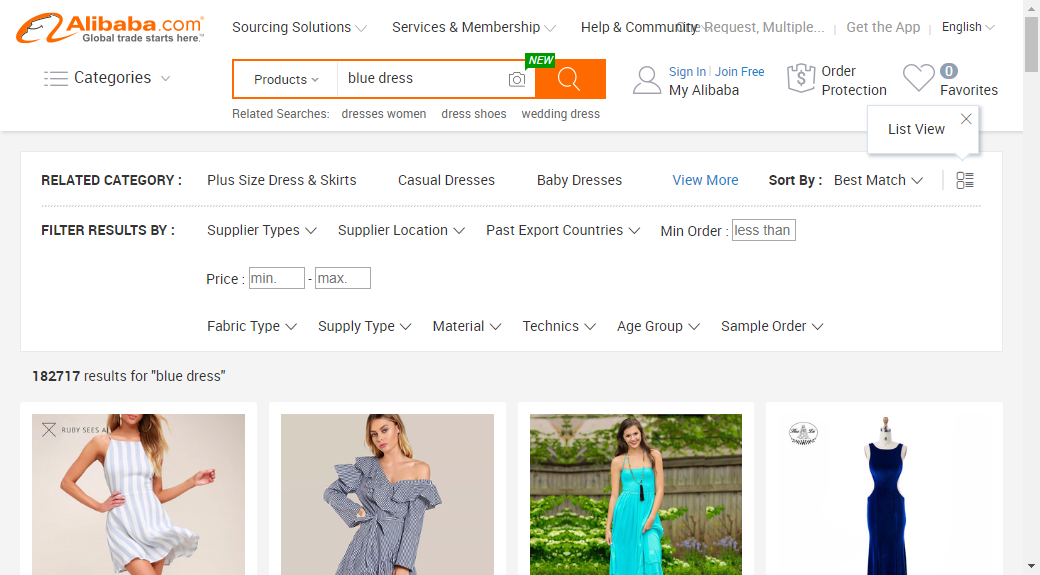 Alibaba.com
Global trade starts here.™
Sourcing Solutions
Services & Membership
Help & Community
One Request, Multiple...
Get the App
English
Categories
Products
blue dress
NEW
Sign In
Join Free
My Alibaba
Order
Protection
0
Favorites
Related Searches: dresses women dress shoes wedding dress
List View
RELATED CATEGORY : Plus Size Dress & Skirts Casual Dresses Baby Dresses View More Sort By : Best Match
FILTER RESULTS BY : Supplier Types Supplier Location Past Export Countries Min Order : less than
Price : min. - max.
Fabric Type Supply Type Material Technics Age Group Sample Order
182717 results for "blue dress"
RUBY SEES A